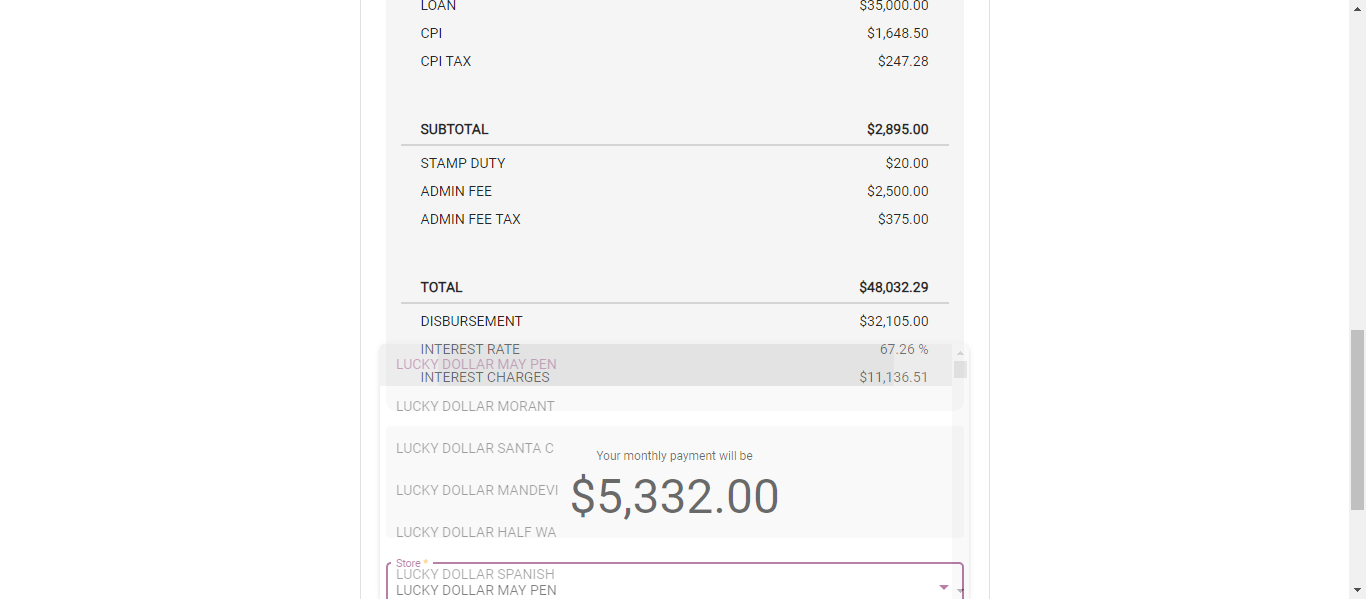 LOAN $35,000.00
CPI $1,648.50
CPI TAX $247.28
SUBTOTAL $2,895.00
STAMP DUTY $20.00
ADMIN FEE $2,500.00
ADMIN FEE TAX $375.00
TOTAL $48,032.29
DISBURSEMENT $32,105.00
INTEREST RATE 67.26 %
LUCKY DOLLAR MAY PEN
INTEREST CHARGES $11,136.51
LUCKY DOLLAR MORANT
LUCKY DOLLAR SANTA C
Your monthly payment will be
LUCKY DOLLAR MANDEVI
$5,332.00
LUCKY DOLLAR HALF WA
Store *
LUCKY DOLLAR SPANISH
LUCKY DOLLAR MAY PEN